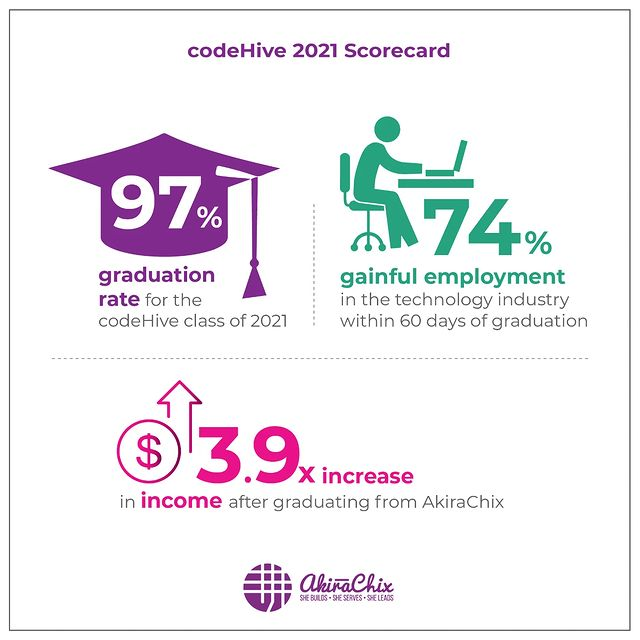 codeHive 2021 Scorecard
97%
graduation
rate for the
codeHive class of 2021
74%
gainful employment
in the technology industry
within 60 days of graduation
$
3.9x increase
in income after graduating from AkiraChix
AkiraChix
SHE BUILDS • SHE SERVES • SHE LEADS